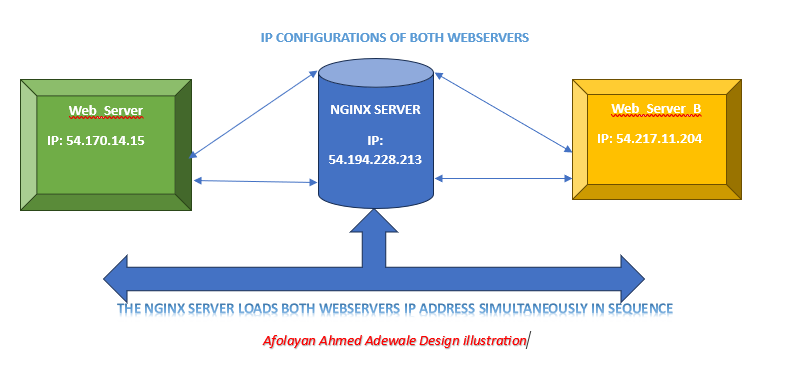 IP CONFIGURATIONS OF BOTH WEBSERVERS
Web_Server
IP: 54.170.14.15
NGINX SERVER
IP:
54.194.228.213
Web_Server_B
IP: 54.217.11.204
THE NGINX SERVER LOADS BOTH WEBSERVERS IP ADDRESS SIMULTANEOUSLY IN SEQUENCE
Afolayan Ahmed Adewale Design illustration